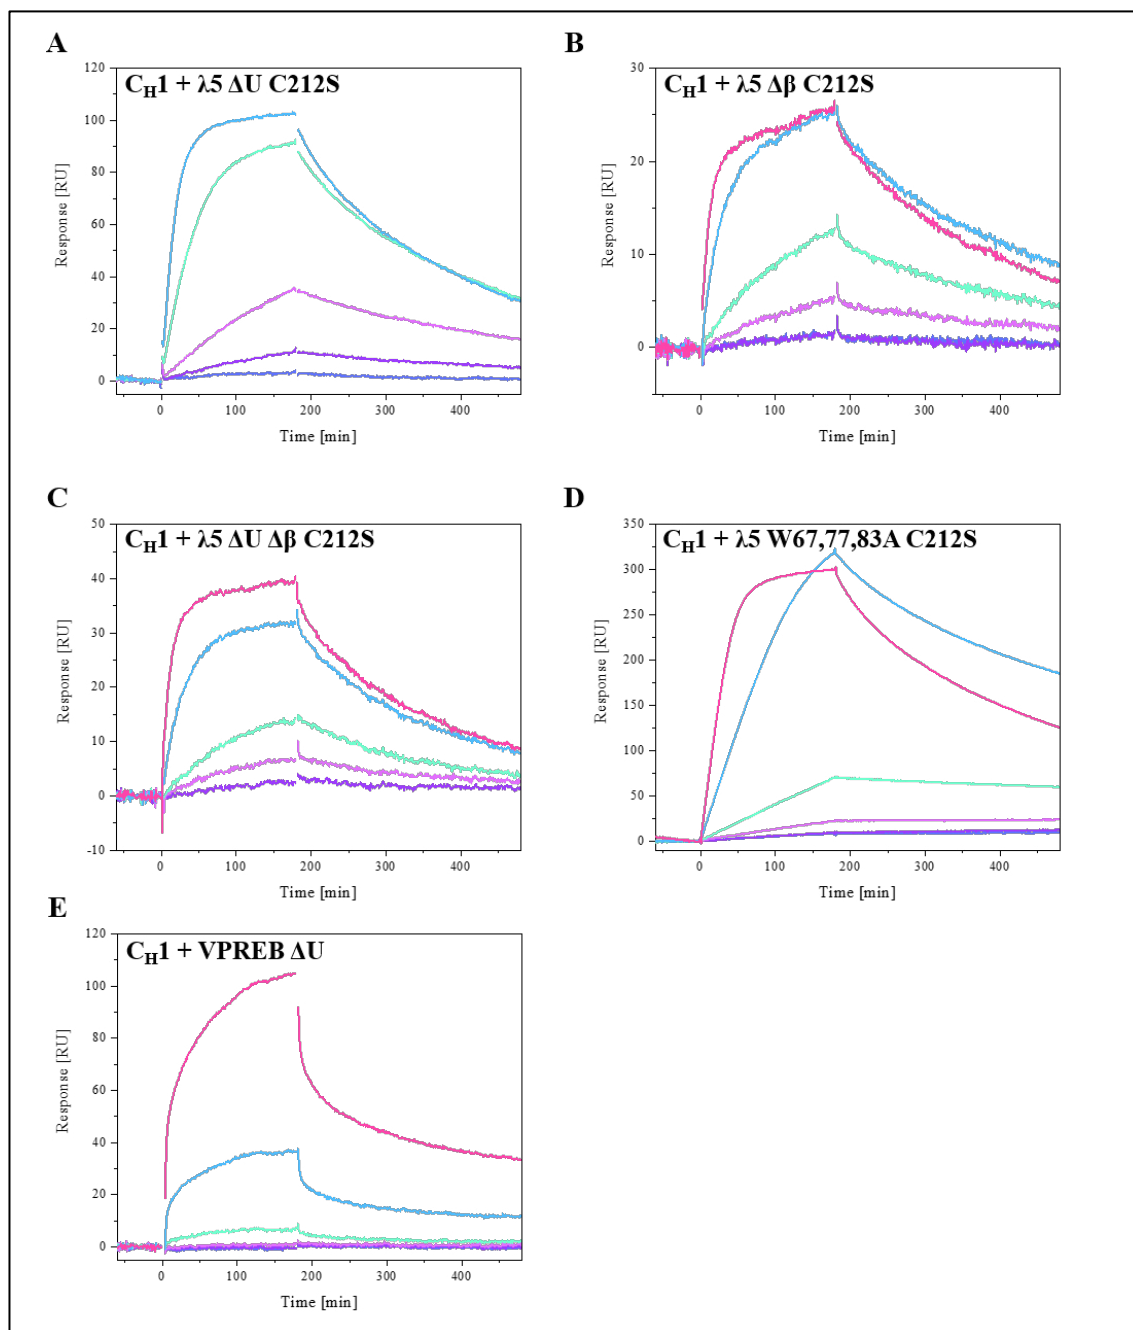 A
C_H1 + λ5 ΔU C212S
120
100
80
60
40
20
0
Response [RU]
0 100 200 300 400
Time [min]
B
C_H1 + λ5 Δβ C212S
30
20
10
0
Response [RU]
0 100 200 300 400
Time [min]
C
C_H1 + λ5 ΔU Δβ C212S
50
40
30
20
10
0
-10
Response [RU]
0 100 200 300 400
Time [min]
D
C_H1 + λ5 W67,77,83A C212S
350
300
250
200
150
100
50
0
Response [RU]
0 100 200 300 400
Time [min]
E
C_H1 + VPREB ΔU
120
100
80
60
40
20
0
Response [RU]
0 100 200 300 400
Time [min]